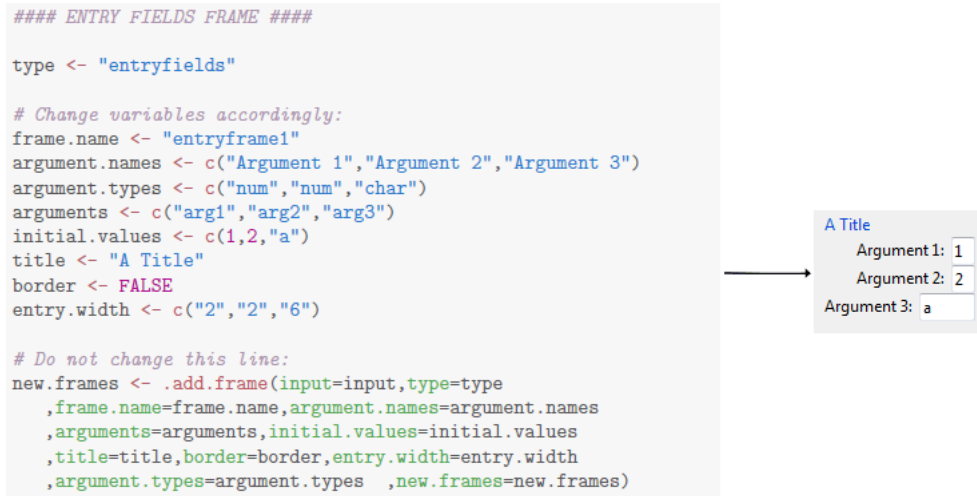 #### ENTRY FIELDS FRAME ####
type <- "entryfields"
# Change variables accordingly:
frame.name <- "entryframe1"
argument.names <- c("Argument 1","Argument 2","Argument 3")
argument.types <- c("num","num","char")
arguments <- c("arg1","arg2","arg3")
initial.values <- c(1,2,"a")
title <- "A Title"
border <- FALSE
entry.width <- c("2","2","6")
# Do not change this line:
new.frames <- .add.frame(input=input,type=type
,frame.name=frame.name,argument.names=argument.names
,arguments=arguments,initial.values=initial.values
,title=title,border=border,entry.width=entry.width
,argument.types=argument.types  ,new.frames=new.frames)
A Title
Argument 1: 1
Argument 2: 2
Argument 3: a